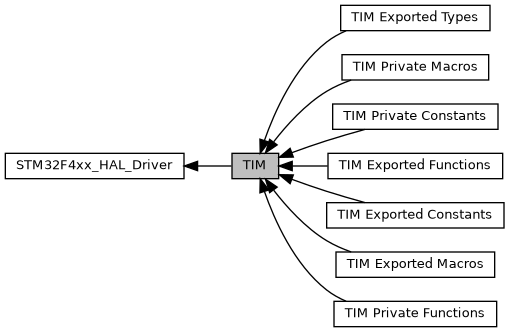 TIM Exported Types
TIM Private Macros
TIM Private Constants
STM32F4xx_HAL_Driver
TIM
TIM Exported Functions
TIM Exported Constants
TIM Exported Macros
TIM Private Functions